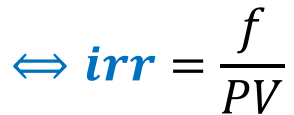 ⟺ irr = f/PV